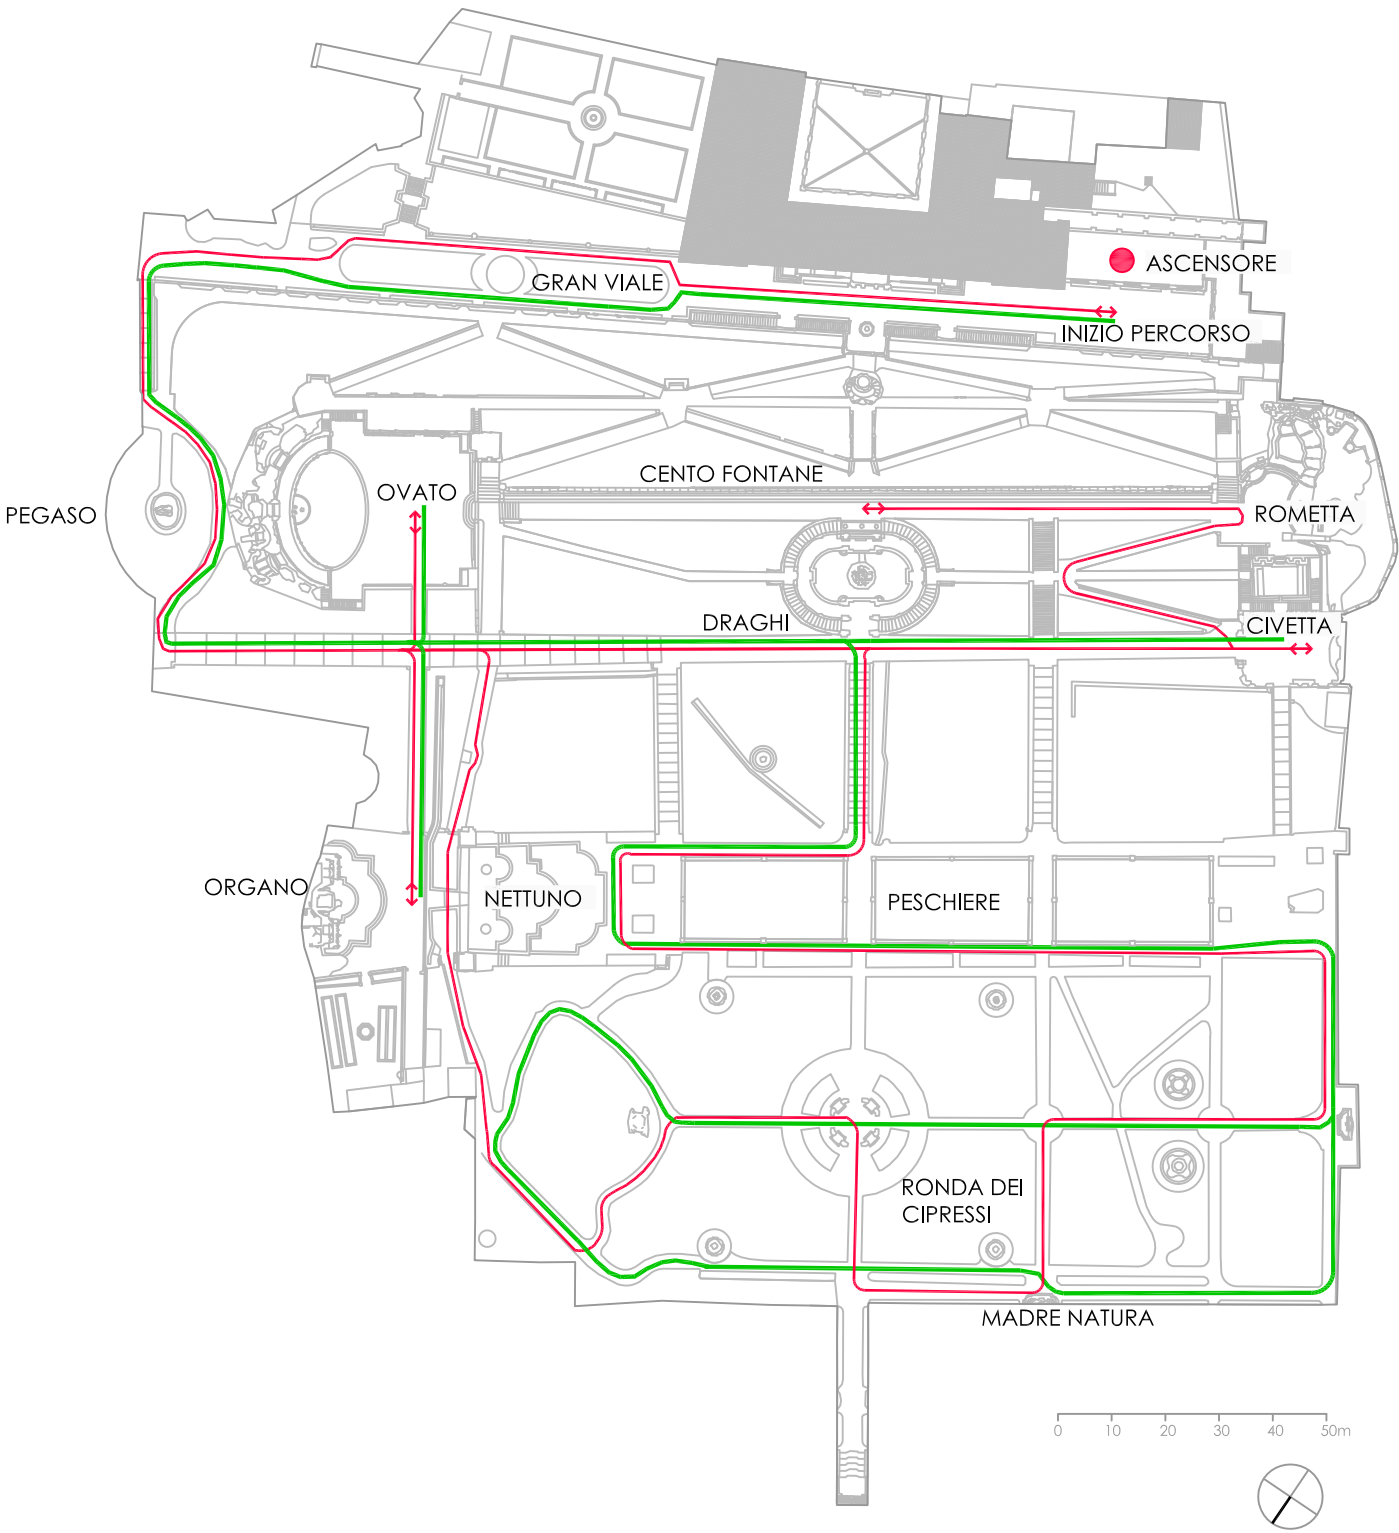 ASCENSORE
GRAN VIALE
INIZIO PERCORSO
CENTO FONTANE
OVATO
PEGASO
ROMETTA
DRAGHI
CIVETTA
ORGANO
NETTUNO
PESCHIERE
RONDA DEI
CIPRESSI
MADRE NATURA
0 10 20 30 40 50m